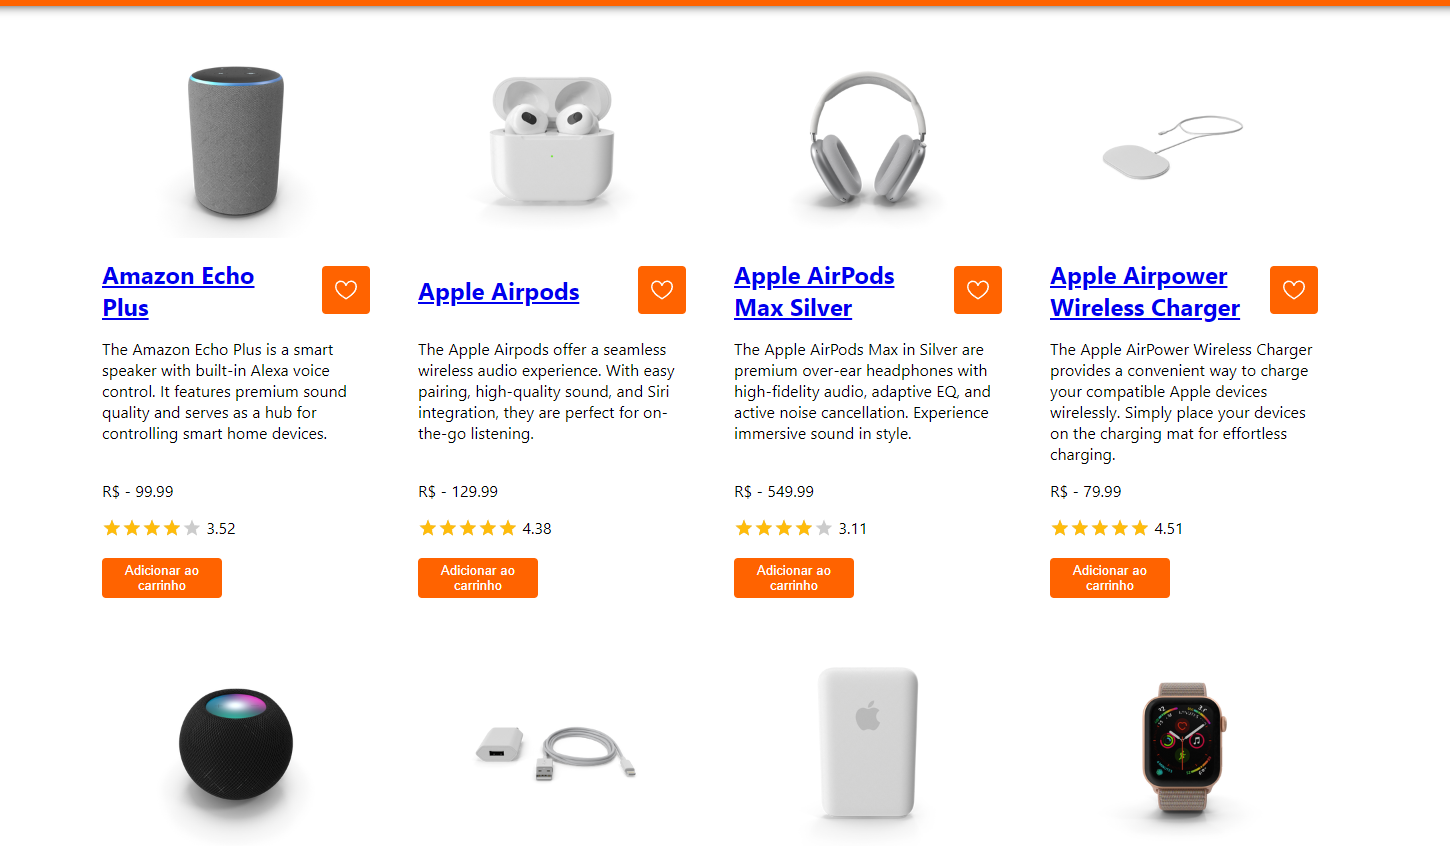 Amazon Echo
Plus
The Amazon Echo Plus is a smart
speaker with built-in Alexa voice
control. It features premium sound
quality and serves as a hub for
controlling smart home devices.
R$ - 99.99
3.52
Adicionar ao
carrinho
Apple Airpods
The Apple Airpods offer a seamless
wireless audio experience. With easy
pairing, high-quality sound, and Siri
integration, they are perfect for on-
the-go listening.
R$ - 129.99
4.38
Adicionar ao
carrinho
Apple AirPods
Max Silver
The Apple AirPods Max in Silver are
premium over-ear headphones with
high-fidelity audio, adaptive EQ, and
active noise cancellation. Experience
immersive sound in style.
R$ - 549.99
3.11
Adicionar ao
carrinho
Apple Airpower
Wireless Charger
The Apple AirPower Wireless Charger
provides a convenient way to charge
your compatible Apple devices
wirelessly. Simply place your devices
on the charging mat for effortless
charging.
R$ - 79.99
4.51
Adicionar ao
carrinho